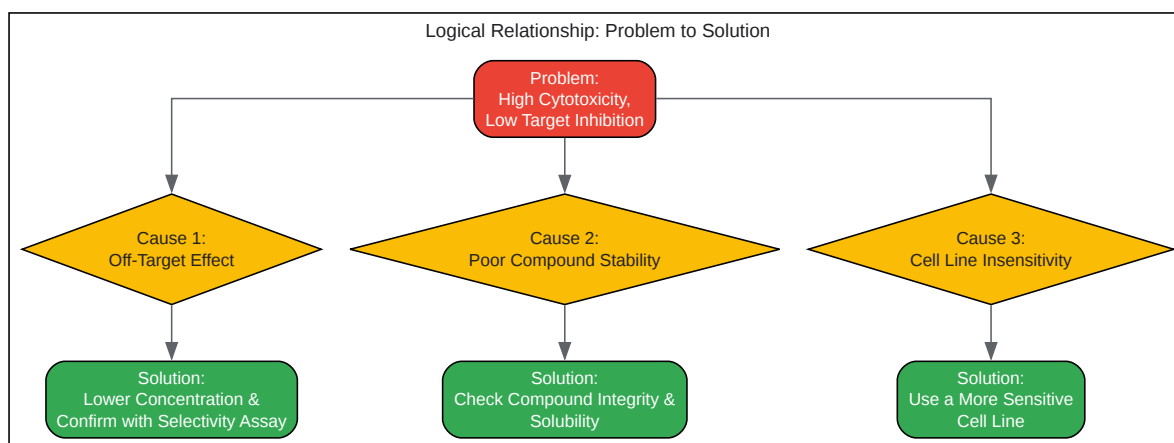 Logical Relationship: Problem to Solution
Problem:
High Cytotoxicity,
Low Target Inhibition
Cause 1:
Off-Target Effect
Cause 2:
Poor Compound Stability
Cause 3:
Cell Line Insensitivity
Solution:
Lower Concentration &
Confirm with Selectivity Assay
Solution:
Check Compound Integrity &
Solubility
Solution:
Use a More Sensitive
Cell Line